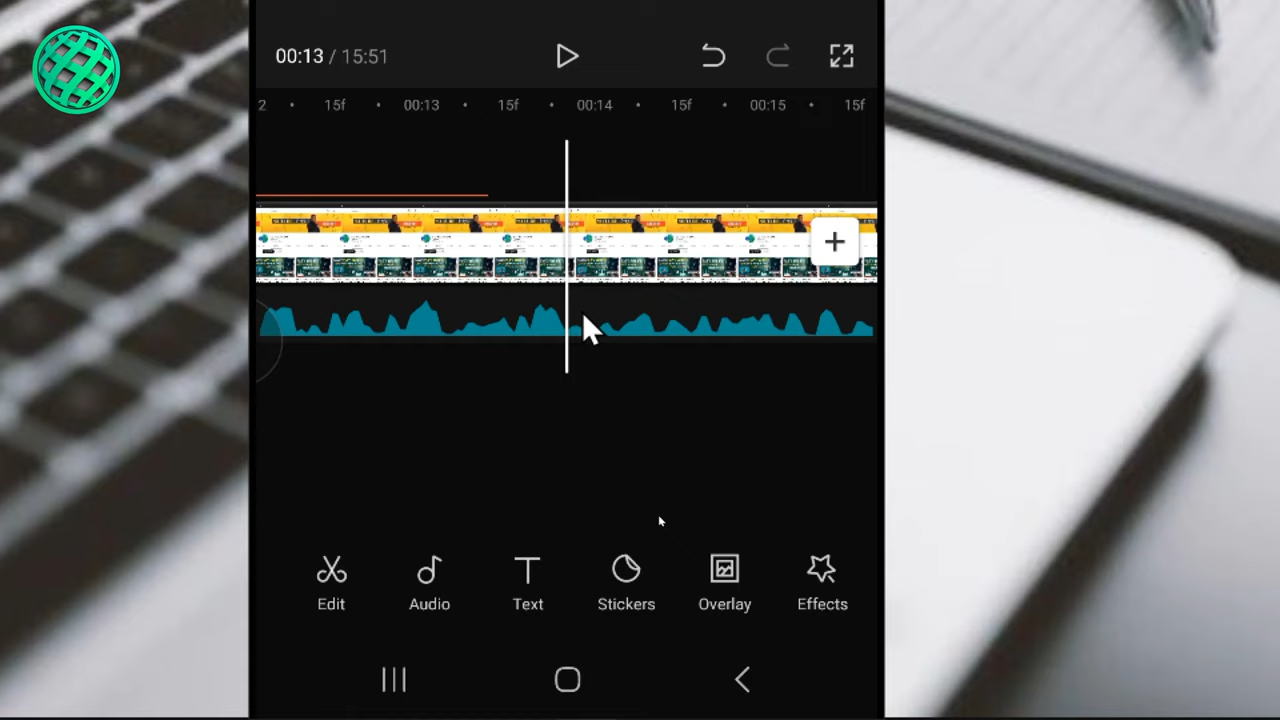 00:13 / 15:51
2 15f 00:13 15f 00:14 15f 00:15 15f
Edit Audio Text Stickers Overlay Effects